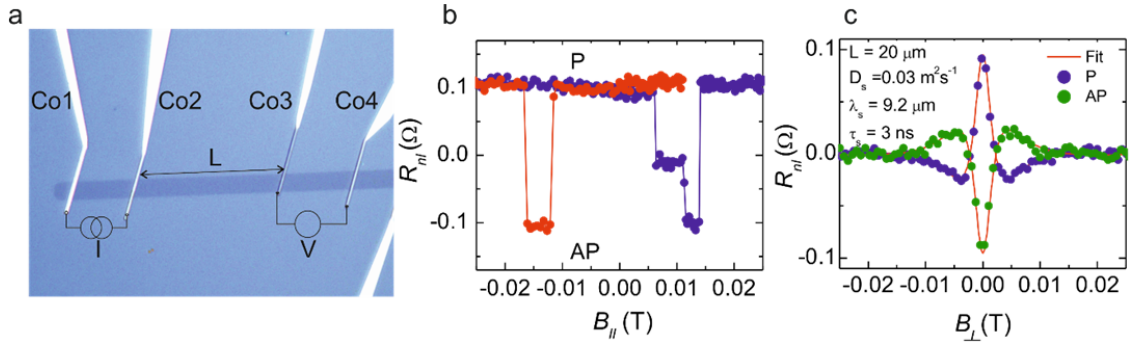 a
Co1
Co2
Co3
Co4
L
I
V
b
R_nl (Ω)
0.1
0.0
-0.1
P
AP
-0.02 -0.01 0.00 0.01 0.02
B_// (T)
c
R_nl (Ω)
0.1
0.0
-0.1
L = 20 μm
D_s =0.03 m²s⁻¹
λ_s = 9.2 μm
τ_s = 3 ns
Fit
P
AP
-0.02 -0.01 0.00 0.01 0.02
B_⊥ (T)